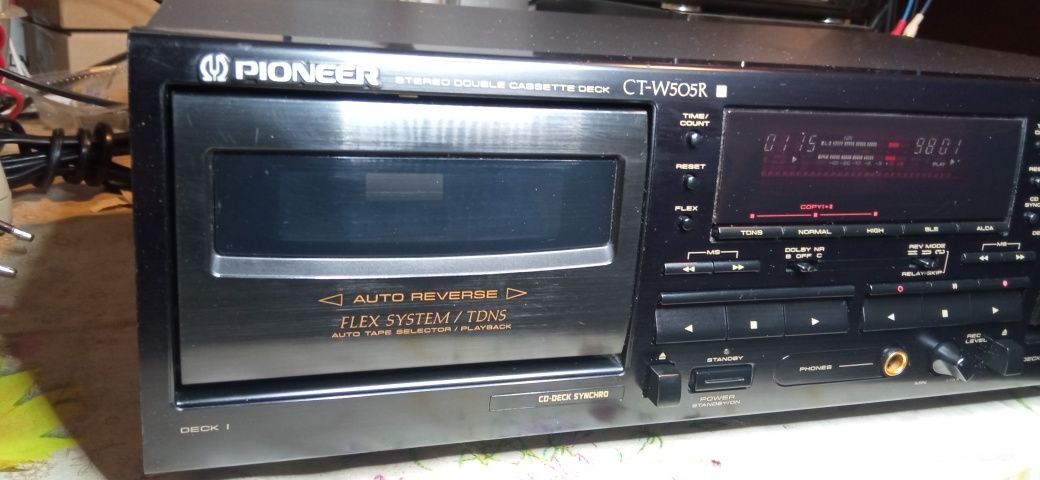 PIONEER STEREO DOUBLE CASSETTE DECK CT-W505R
TIME/
COUNT
RESET
FLEX
0115
9801
PLAY
COPY1▸2
TDNS NORMAL HIGH BLE ALCA
MS
DOLBY NR
B OFF C
REV MODE
RELAY-SKIP
MS
AUTO REVERSE
FLEX SYSTEM / TDNS
AUTO TAPE SELECTOR / PLAYBACK
STANDBY
PHONES
REC
LEVEL
MIN
POWER
STANDBY/ON
CD-DECK SYNCHRO
DECK I